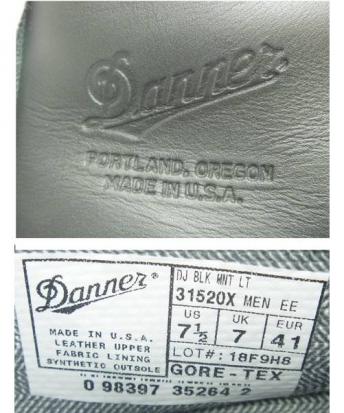 Danner
PORTLAND, OREGON
MADE IN U.S.A.
Danner®
MADE IN U.S.A.
LEATHER UPPER
FABRIC LINING
SYNTHETIC OUTSOLE
DJ BLK MNT LT
31520X MEN EE
US UK EUR
7½ 7 41
LOT#: 18F9H8
GORE-TEX
0 98397 35264 2